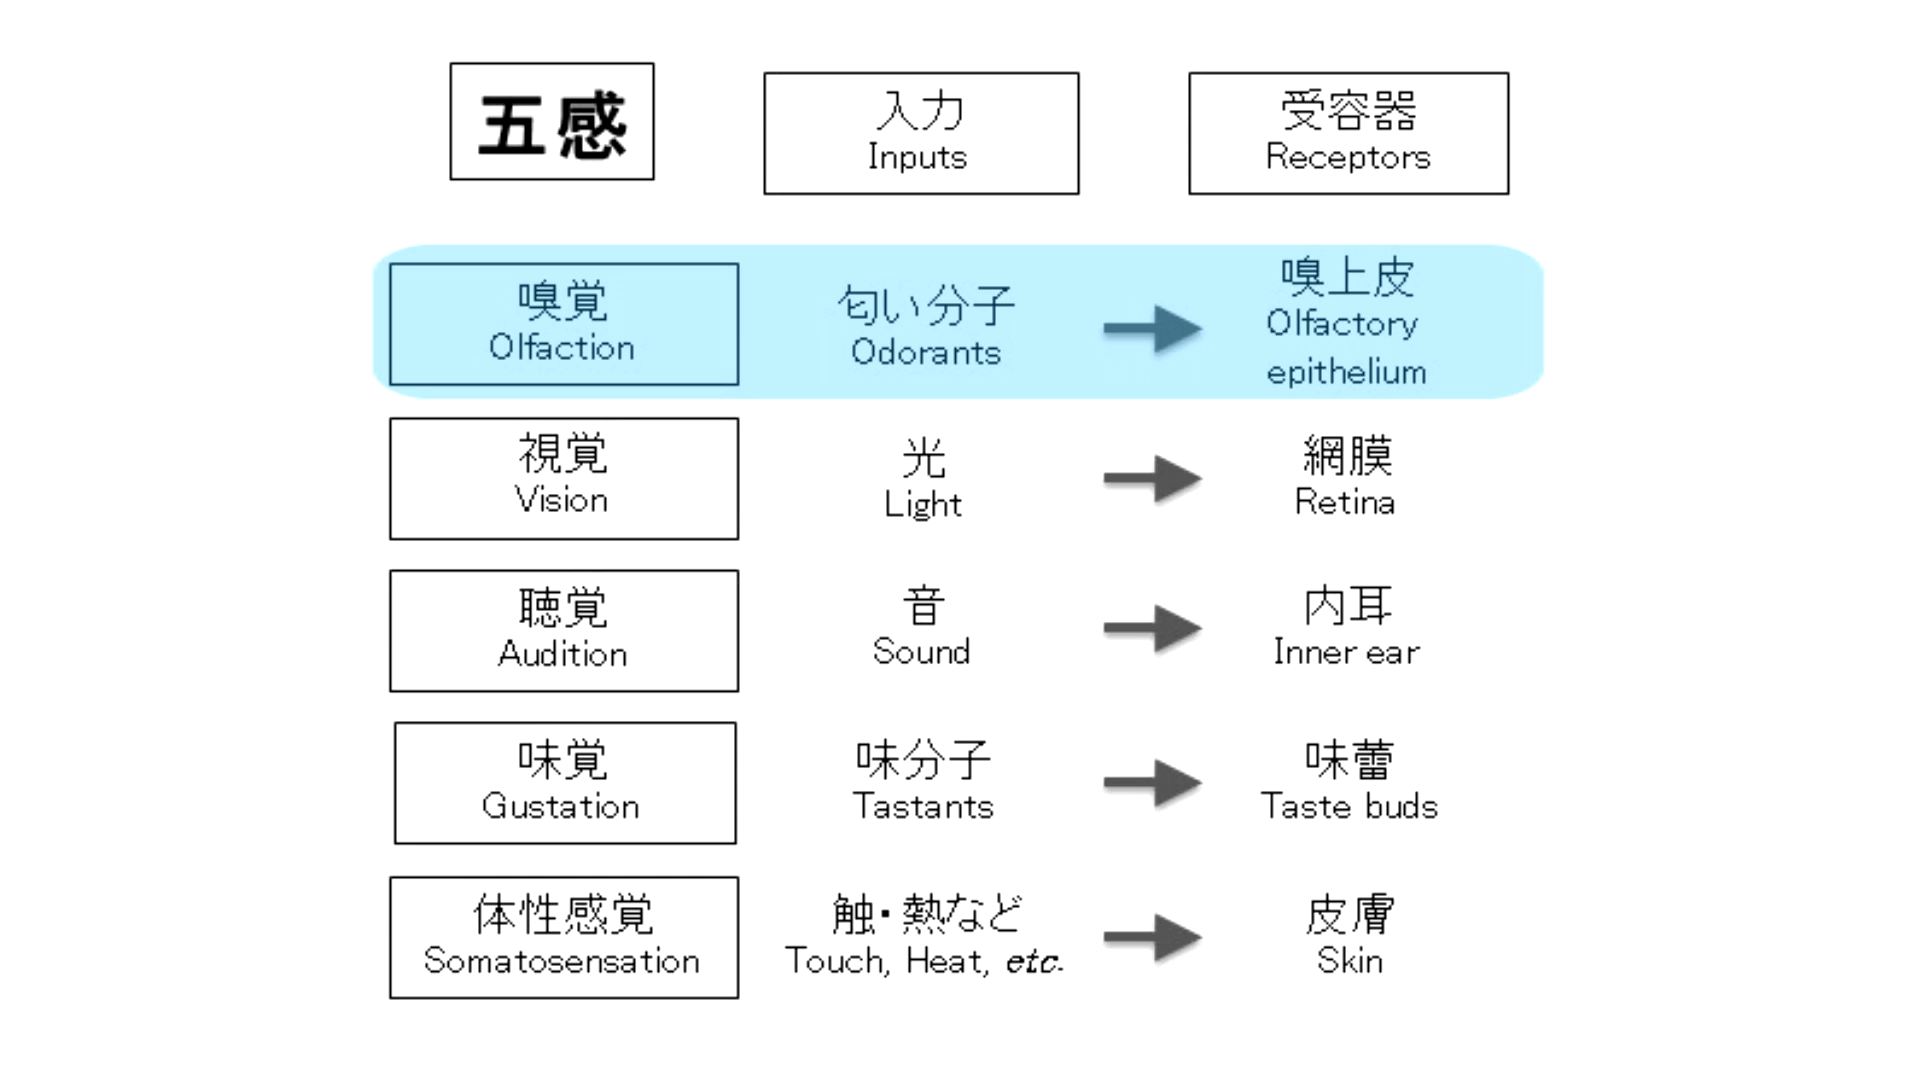 五感
入力
Inputs
受容器
Receptors
嗅覚
Olfaction
匂い分子
Odorants
嗅上皮
Olfactory
epithelium
視覚
Vision
光
Light
網膜
Retina
聴覚
Audition
音
Sound
内耳
Inner ear
味覚
Gustation
味分子
Tastants
味蕾
Taste buds
体性感覚
Somatosensation
触・熱など
Touch, Heat, etc.
皮膚
Skin